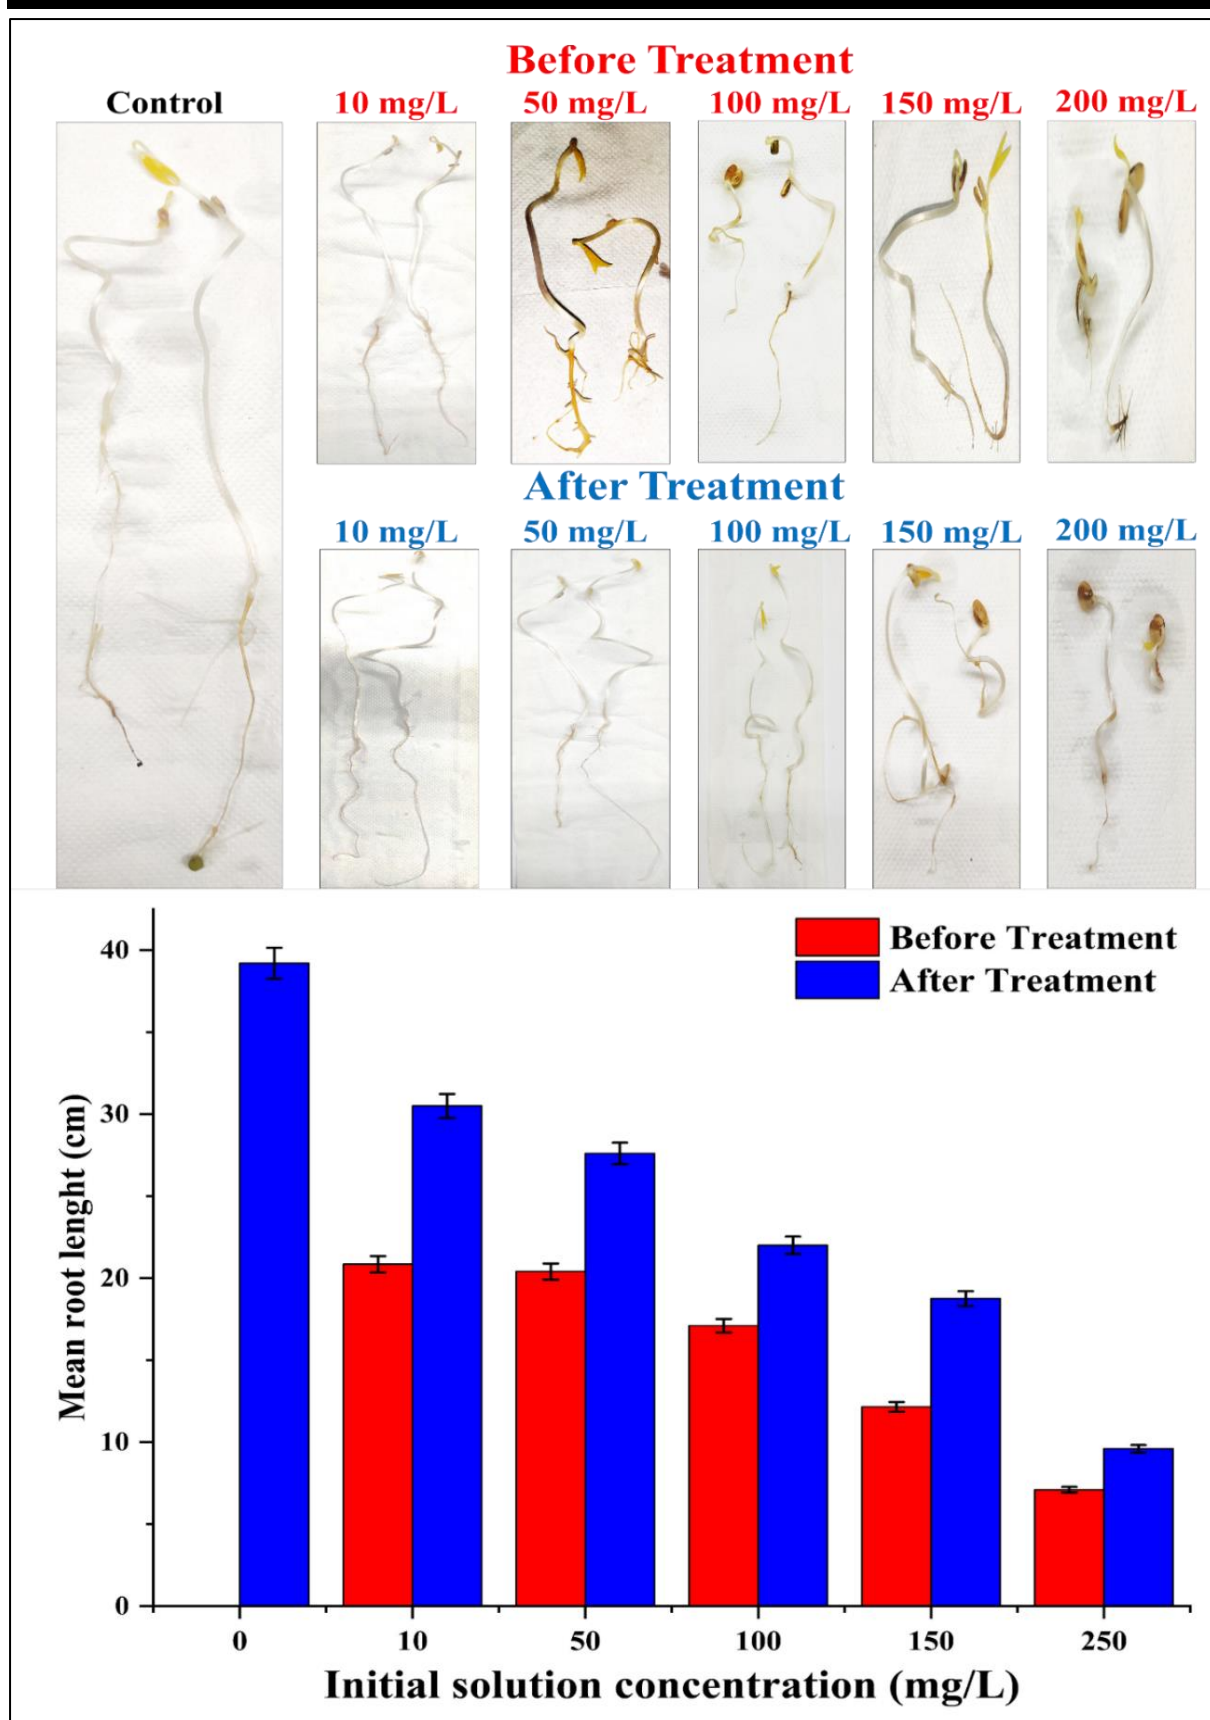 Before Treatment
Control 10 mg/L 50 mg/L 100 mg/L 150 mg/L 200 mg/L
After Treatment
10 mg/L 50 mg/L 100 mg/L 150 mg/L 200 mg/L
Before Treatment
After Treatment
Mean root lenght (cm)
40
30
20
10
0
0 10 50 100 150 250
Initial solution concentration (mg/L)